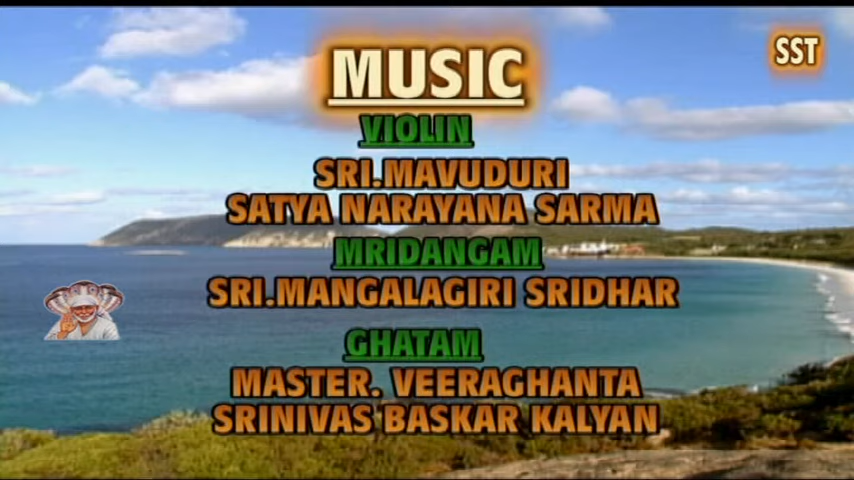 MUSIC
SST
VIOLIN
SRI.MAVUDURI
SATYA NARAYANA SARMA
MRIDANGAM
SRI.MANGALAGIRI SRIDHAR
GHATAM
MASTER. VEERAGHANTA
SRINIVAS BASKAR KALYAN